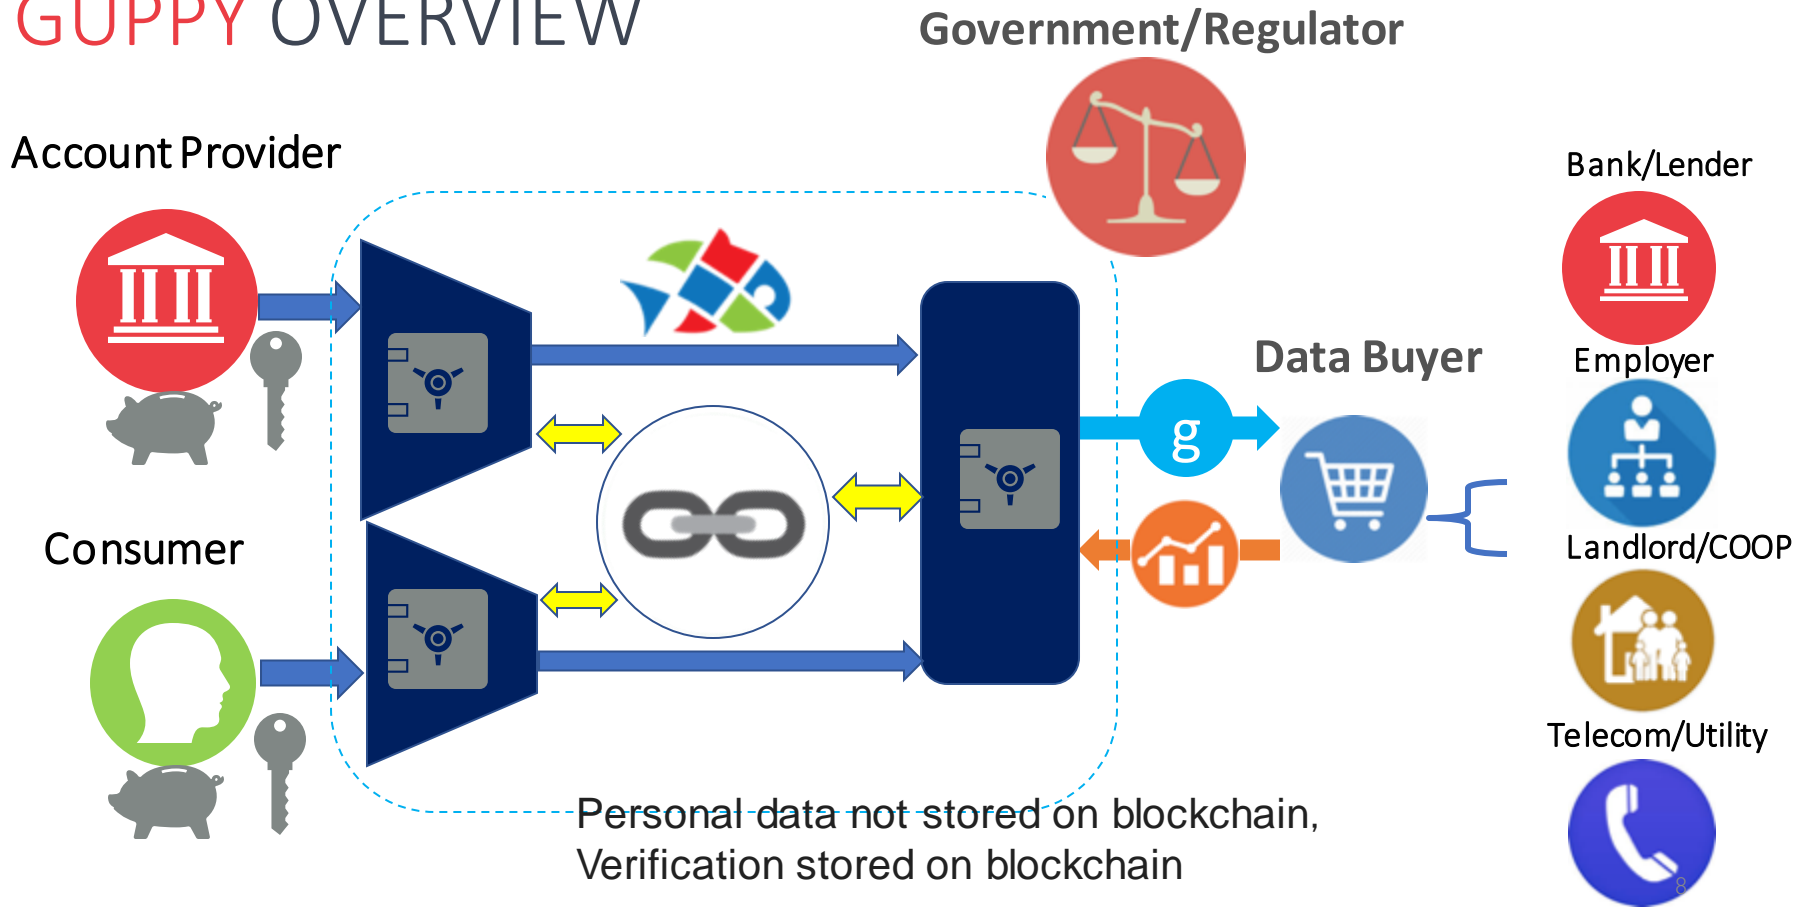 GUPPY OVERVIEW
Government/Regulator
Account Provider
Bank/Lender
Data Buyer
Employer
g
Consumer
Landlord/COOP
Telecom/Utility
Personal data not stored on blockchain,
Verification stored on blockchain
8